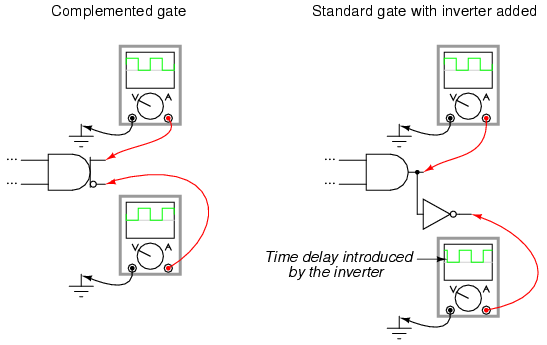 Complemented gate
Standard gate with inverter added
V A
V A
...
...
...
...
V A
Time delay introduced
by the inverter
V A